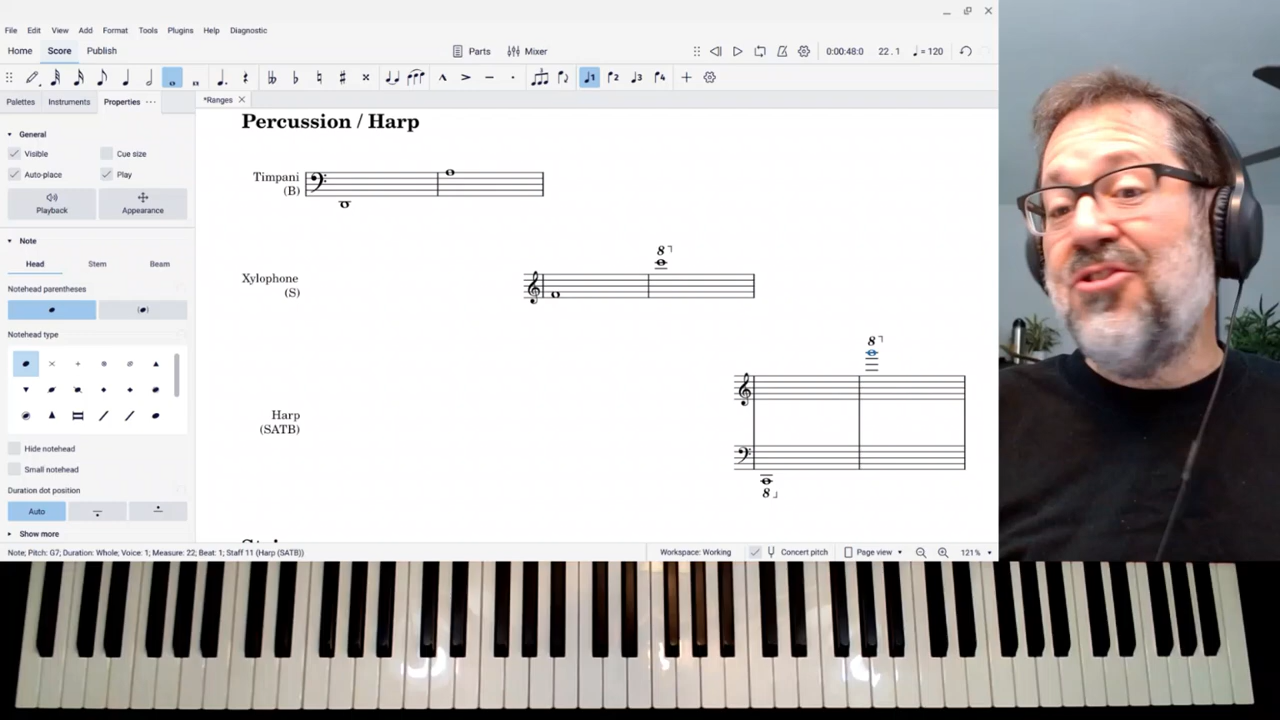 File Edit View Add Format Tools Plugins Help Diagnostic
Home Score Publish Parts Mixer 0:00:48:0 22 . 1 = 120
1 2 3 4
Palettes Instruments Properties *Ranges
General
Visible Cue size
Auto-place Play
Playback Appearance
Note
Head Stem Beam
Notehead parentheses
Notehead type
Hide notehead
Small notehead
Duration dot position
Auto
Show more
Percussion / Harp
Timpani
(B)
8
Xylophone
(S)
8
Harp
(SATB)
8
Note; Pitch: G7; Duration: Whole; Voice: 1; Measure: 22; Beat: 1; Staff 11 (Harp (SATB)) Workspace: Working Concert pitch Page view 121%